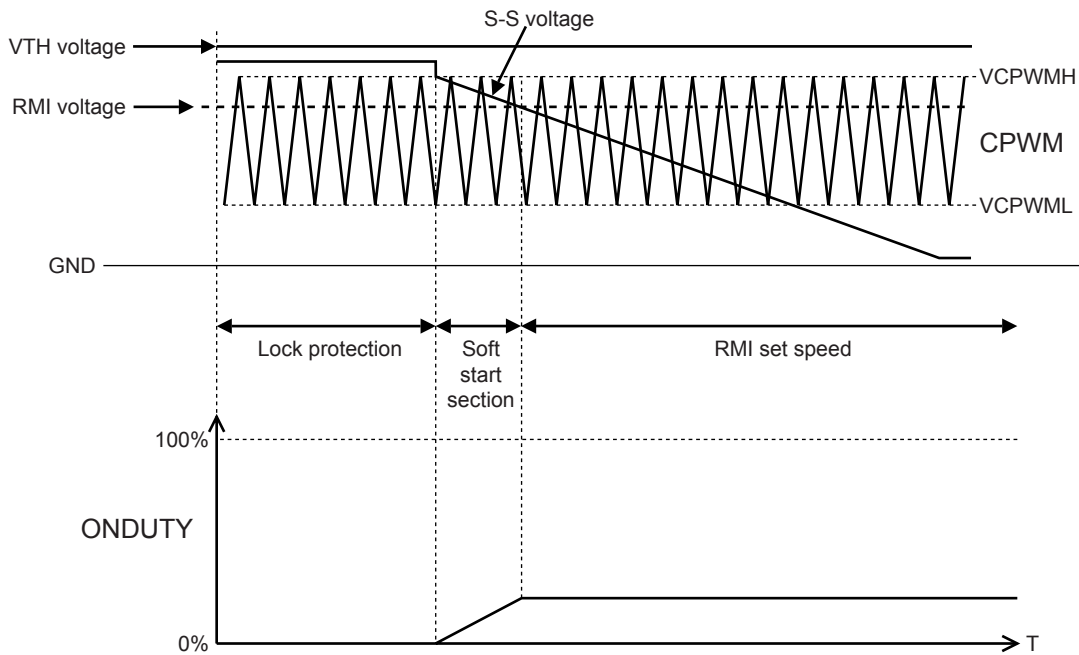 S-S voltage
VTH voltage
VCPWMH
RMI voltage
CPWM
VCPWML
GND
Lock protection
Soft
start
section
RMI set speed
100%
ONDUTY
0%
T